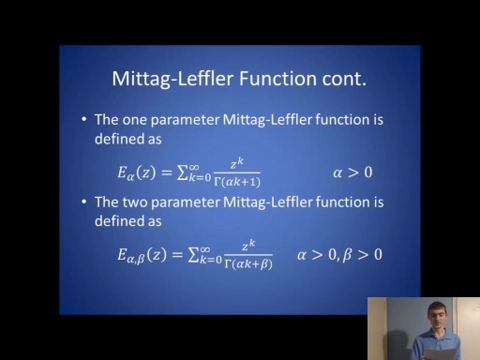 Mittag-Leffler Function cont.
• The one parameter Mittag-Leffler function is
defined as
E_α(z) = ∑_{k=0}^{∞} z^k / Γ(αk+1)    α > 0
• The two parameter Mittag-Leffler function is
defined as
E_{α,β}(z) = ∑_{k=0}^{∞} z^k / Γ(αk+β)    α > 0, β > 0